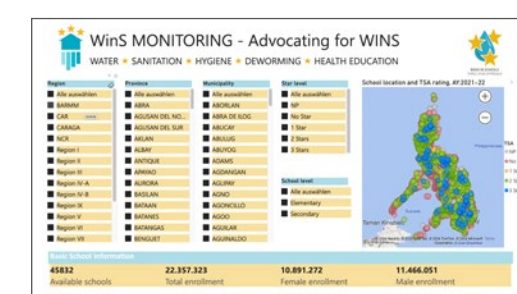 WinS MONITORING - Advocating for WINS
WATER • SANITATION • HYGIENE • DEWORMING • HEALTH EDUCATION
Region
Alle auswählen
BARMM
CAR
CARAGA
NCR
Region I
Region II
Region III
Region IV-A
Region IV-B
Region IX
Region V
Region VI
Region VII
Province
Alle auswählen
ABRA
AGUSAN DEL NO...
AGUSAN DEL SUR
AKLAN
ALBAY
ANTIQUE
APAYAO
AURORA
BASILAN
BATAAN
BATANES
BATANGAS
BENGUET
Municipality
Alle auswählen
ABORLAN
ABRA DE ILOG
ABUCAY
ABULUG
ABUYOG
ADAMS
AGDANGAN
AGLIPAY
AGNO
AGONCILLO
AGOO
AGUILAR
AGUINALDO
Star level
Alle auswählen
NP
No Star
1 Star
2 Stars
3 Stars
School level
Alle auswählen
Elementary
Secondary
School location and TSA rating, AY:2021-22
TSA
Basic School Information
45832
Available schools
22.357.323
Total enrollment
10.891.272
Female enrollment
11.466.051
Male enrollment